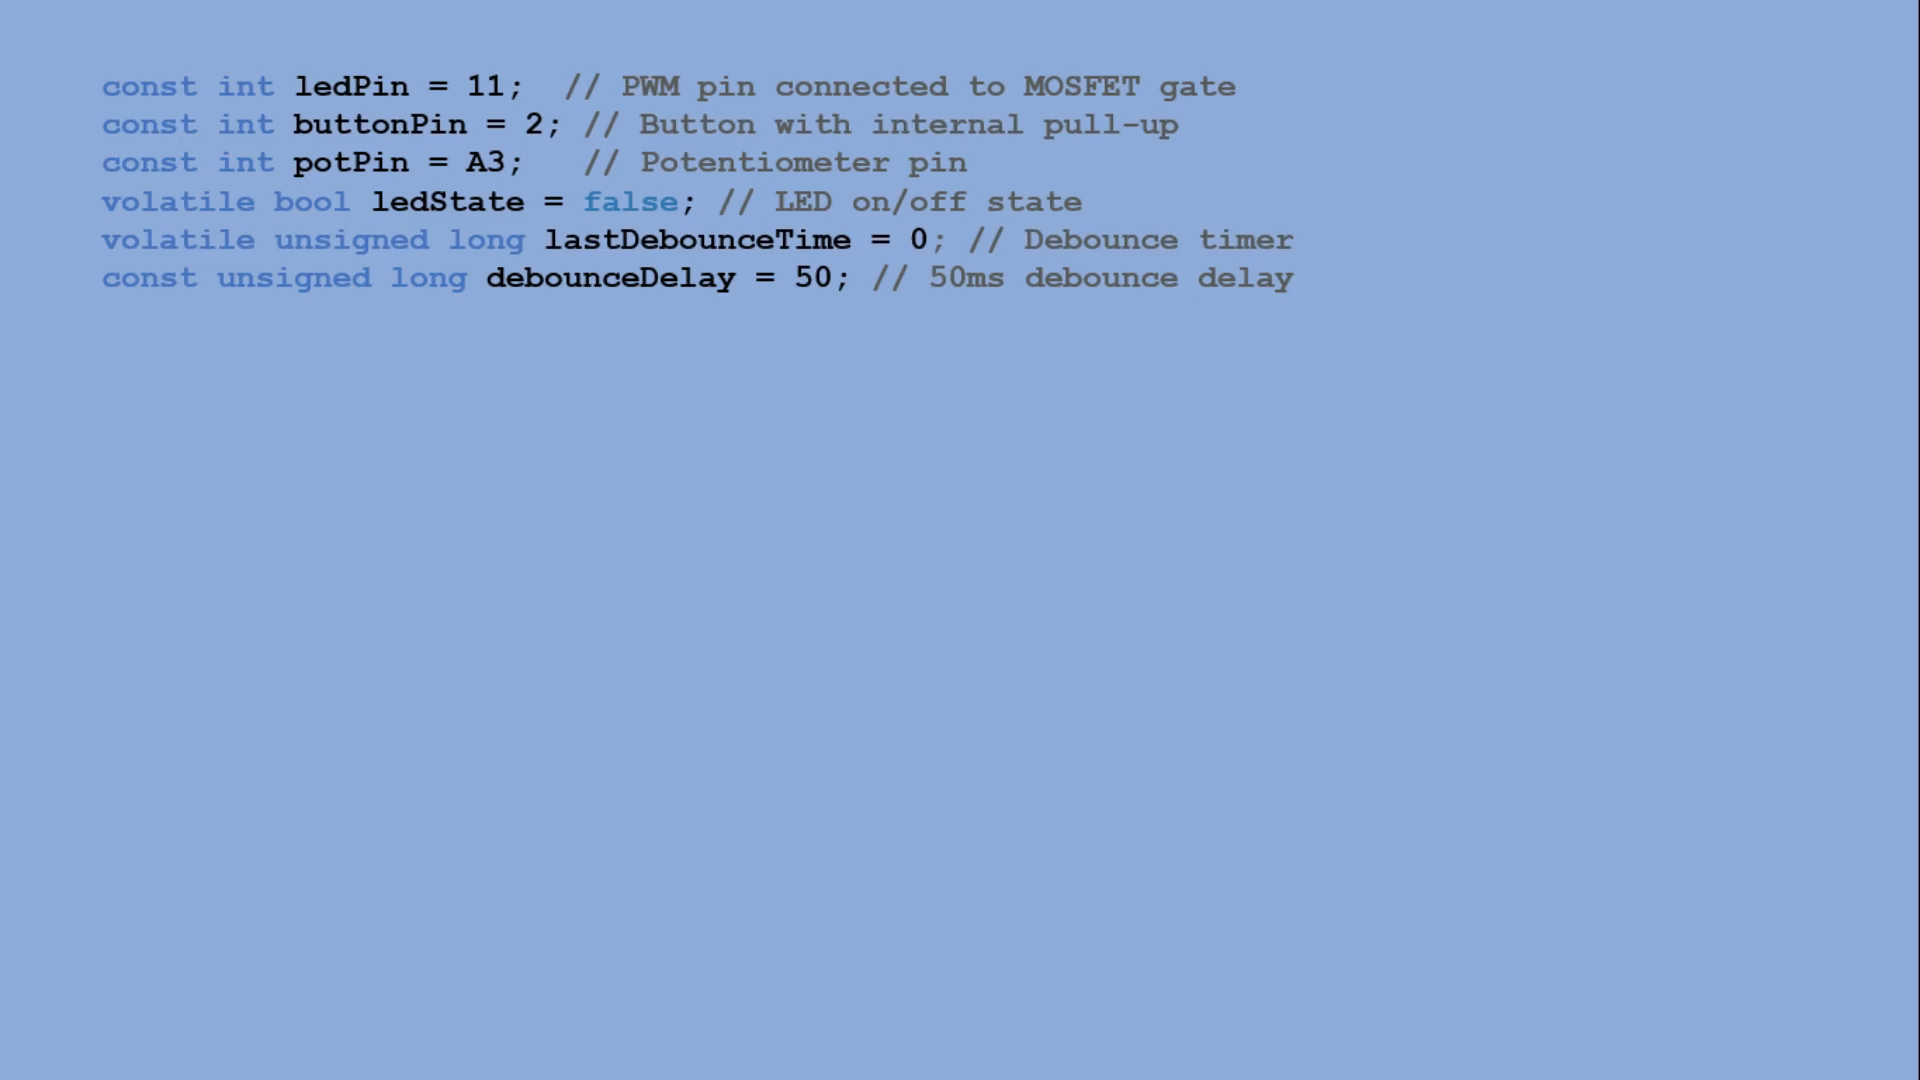 const int ledPin = 11;  // PWM pin connected to MOSFET gate
const int buttonPin = 2; // Button with internal pull-up
const int potPin = A3;   // Potentiometer pin
volatile bool ledState = false; // LED on/off state
volatile unsigned long lastDebounceTime = 0; // Debounce timer
const unsigned long debounceDelay = 50; // 50ms debounce delay